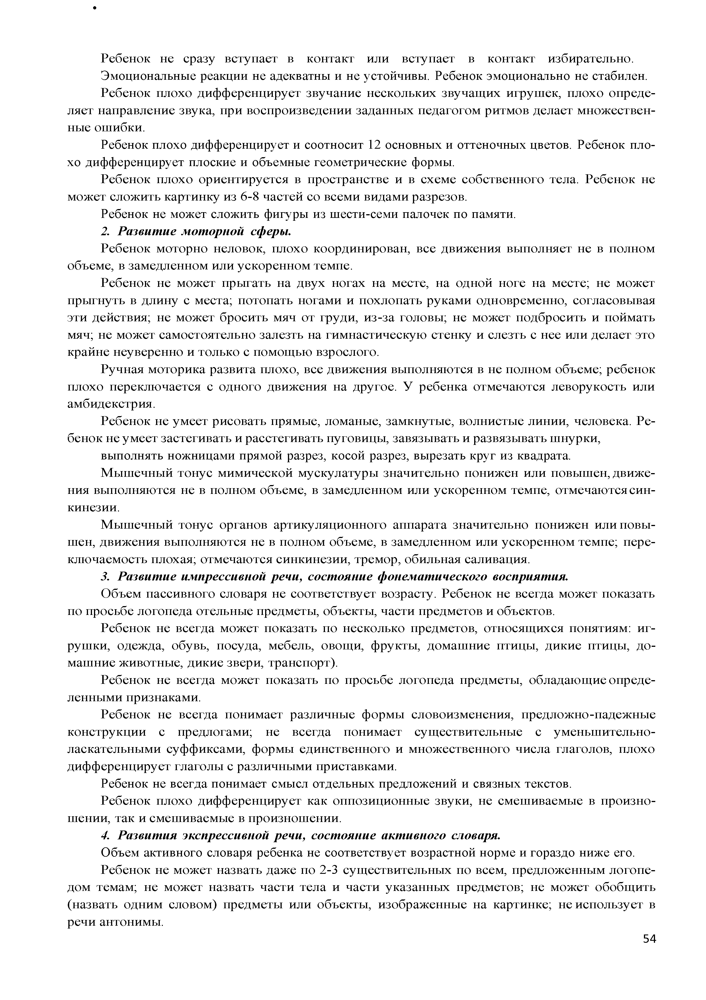 •
Ребенок не сразу вступает в контакт или вступает в контакт избирательно.
Эмоциональные реакции не адекватны и не устойчивы. Ребенок эмоционально не стабилен.
Ребенок плохо дифференцирует звучание нескольких звучащих игрушек, плохо опреде-
ляет направление звука, при воспроизведении заданных педагогом ритмов делает множествен-
ные ошибки.
Ребенок плохо дифференцирует и соотносит 12 основных и оттеночных цветов. Ребенок пло-
хо дифференцирует плоские и объемные геометрические формы.
Ребенок плохо ориентируется в пространстве и в схеме собственного тела. Ребенок не
может сложить картинку из 6-8 частей со всеми видами разрезов.
Ребенок не может сложить фигуры из шести-семи палочек по памяти.
2. Развитие моторной сферы.
Ребенок моторно неловок, плохо координирован, все движения выполняет не в полном
объеме, в замедленном или ускоренном темпе.
Ребенок не может прыгать на двух ногах на месте, на одной ноге на месте; не может
прыгнуть в длину с места; потопать ногами и похлопать руками одновременно, согласовывая
эти действия; не может бросить мяч от груди, из-за головы; не может подбросить и поймать
мяч; не может самостоятельно залезть на гимнастическую стенку и слезть с нее или делает это
крайне неуверенно и только с помощью взрослого.
Ручная моторика развита плохо, все движения выполняются в не полном объеме; ребенок
плохо переключается с одного движения на другое. У ребенка отмечаются леворукость или
амбидекстрия.
Ребенок не умеет рисовать прямые, ломаные, замкнутые, волнистые линии, человека. Ре-
бенок не умеет застегивать и расстегивать пуговицы, завязывать и развязывать шнурки,
выполнять ножницами прямой разрез, косой разрез, вырезать круг из квадрата.
Мышечный тонус мимической мускулатуры значительно понижен или повышен, движе-
ния выполняются не в полном объеме, в замедленном или ускоренном темпе, отмечаются син-
кинезии.
Мышечный тонус органов артикуляционного аппарата значительно понижен или повы-
шен, движения выполняются не в полном объеме, в замедленном или ускоренном темпе; пере-
ключаемость плохая; отмечаются синкинезии, тремор, обильная саливация.
3. Развитие импрессивной речи, состояние фонематического восприятия.
Объем пассивного словаря не соответствует возрасту. Ребенок не всегда может показать
по просьбе логопеда отельные предметы, объекты, части предметов и объектов.
Ребенок не всегда может показать по несколько предметов, относящихся понятиям: иг-
рушки, одежда, обувь, посуда, мебель, овощи, фрукты, домашние птицы, дикие птицы, до-
машние животные, дикие звери, транспорт).
Ребенок не всегда может показать по просьбе логопеда предметы, обладающие опреде-
ленными признаками.
Ребенок не всегда понимает различные формы словоизменения, предложно-падежные
конструкции с предлогами; не всегда понимает существительные с уменьшительно-
ласкательными суффиксами, формы единственного и множественного числа глаголов, плохо
дифференцирует глаголы с различными приставками.
Ребенок не всегда понимает смысл отдельных предложений и связных текстов.
Ребенок плохо дифференцирует как оппозиционные звуки, не смешиваемые в произно-
шении, так и смешиваемые в произношении.
4. Развития экспрессивной речи, состояние активного словаря.
Объем активного словаря ребенка не соответствует возрастной норме и гораздо ниже его.
Ребенок не может назвать даже по 2-3 существительных по всем, предложенным логопе-
дом темам; не может назвать части тела и части указанных предметов; не может обобщить
(назвать одним словом) предметы или объекты, изображенные на картинке; не использует в
речи антонимы.
54